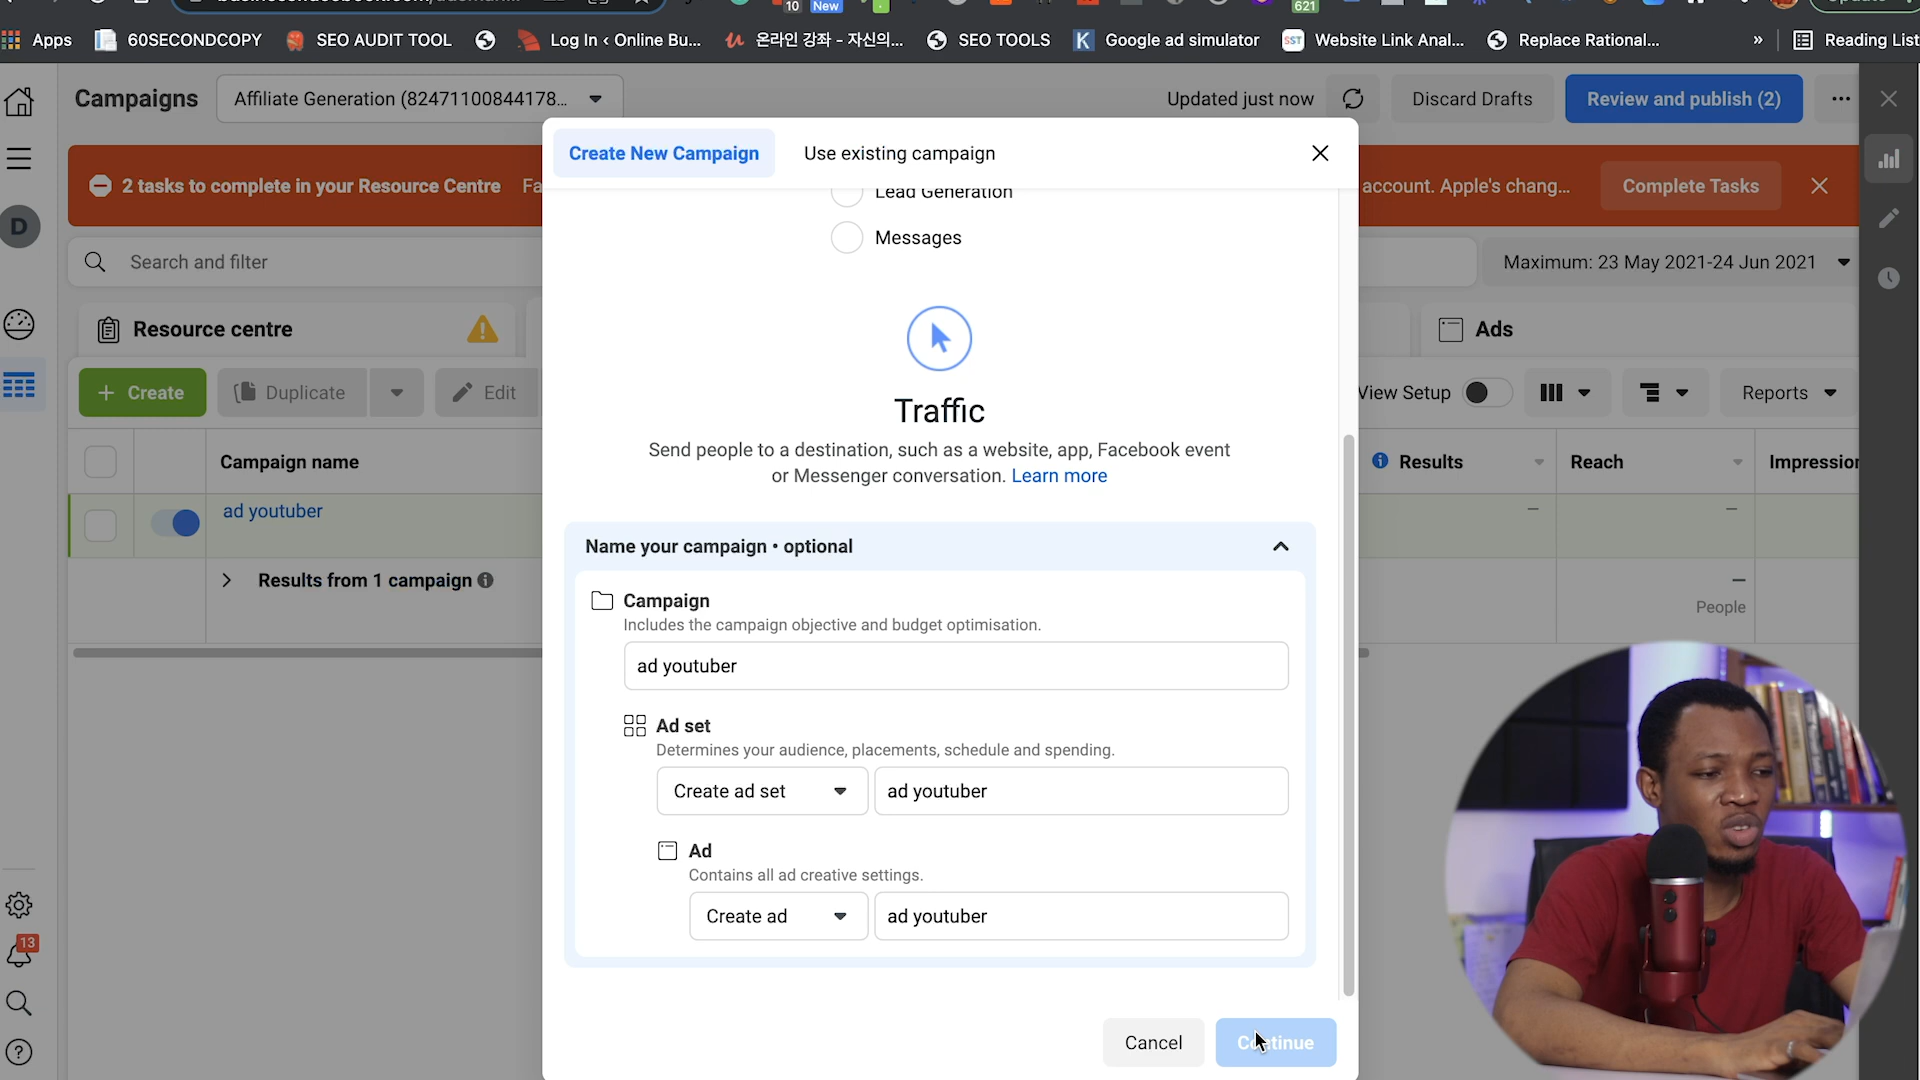 10
New
621
Apps
60SECONDCOPY
SEO AUDIT TOOL
Log In ‹ Online Bu...
온라인 강좌 - 자신의...
SEO TOOLS
K
Google ad simulator
SST
Website Link Anal...
Replace Rational...
»
Reading List
Campaigns
Affiliate Generation (82471100844178...
Updated just now
Discard Drafts
Review and publish (2)
Create New Campaign
Use existing campaign
2 tasks to complete in your Resource Centre
account. Apple's chang...
Complete Tasks
Lead Generation
D
Messages
Search and filter
Maximum: 23 May 2021-24 Jun 2021
Resource centre
Ads
Create
Duplicate
Edit
View Setup
Reports
Traffic
Send people to a destination, such as a website, app, Facebook event
or Messenger conversation. Learn more
Campaign name
Results
Reach
Impression
ad youtuber
Name your campaign • optional
Results from 1 campaign
People
Campaign
Includes the campaign objective and budget optimisation.
ad youtuber
Ad set
Determines your audience, placements, schedule and spending.
Create ad set
ad youtuber
Ad
Contains all ad creative settings.
Create ad
ad youtuber
13
Cancel
Continue